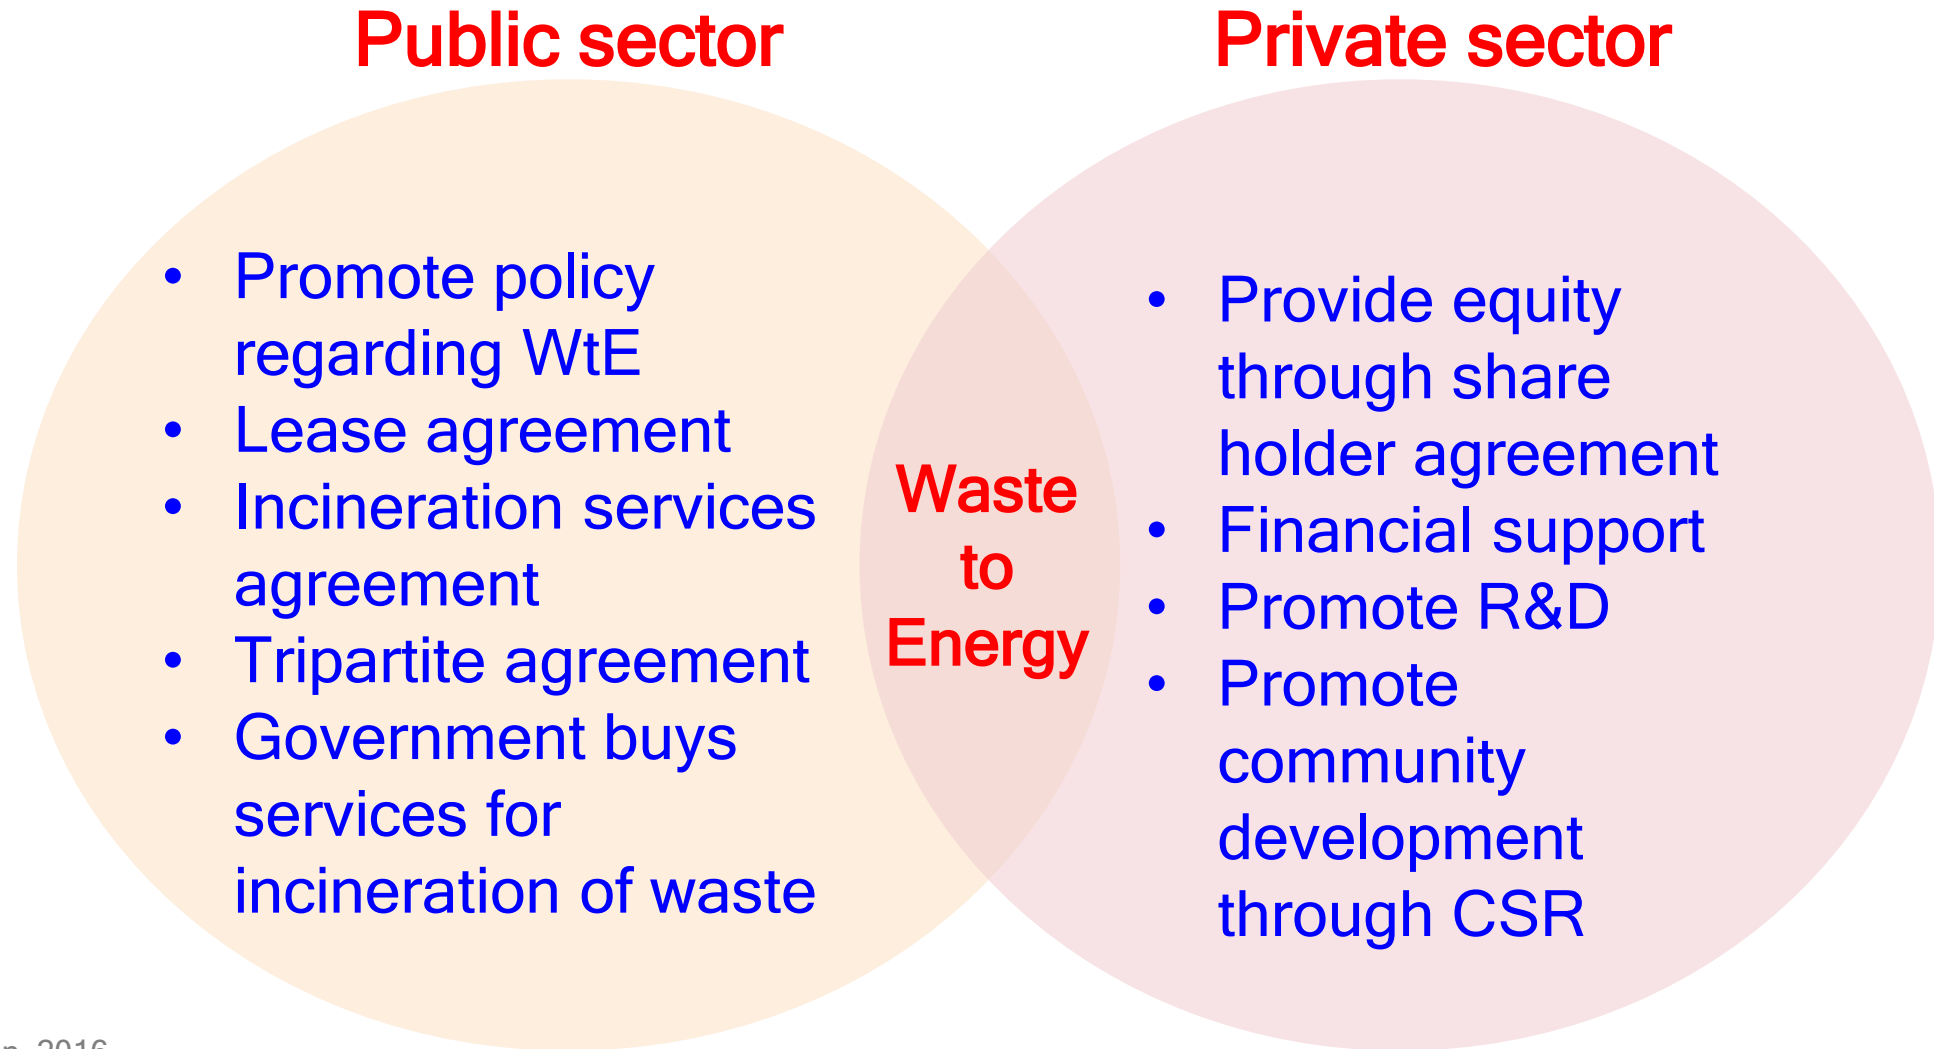 Public sector
Private sector
• Promote policy
regarding WtE
• Lease agreement
• Incineration services
agreement
• Tripartite agreement
• Government buys
services for
incineration of waste
Waste
to
Energy
• Provide equity
through share
holder agreement
• Financial support
• Promote R&D
• Promote
community
development
through CSR
2016